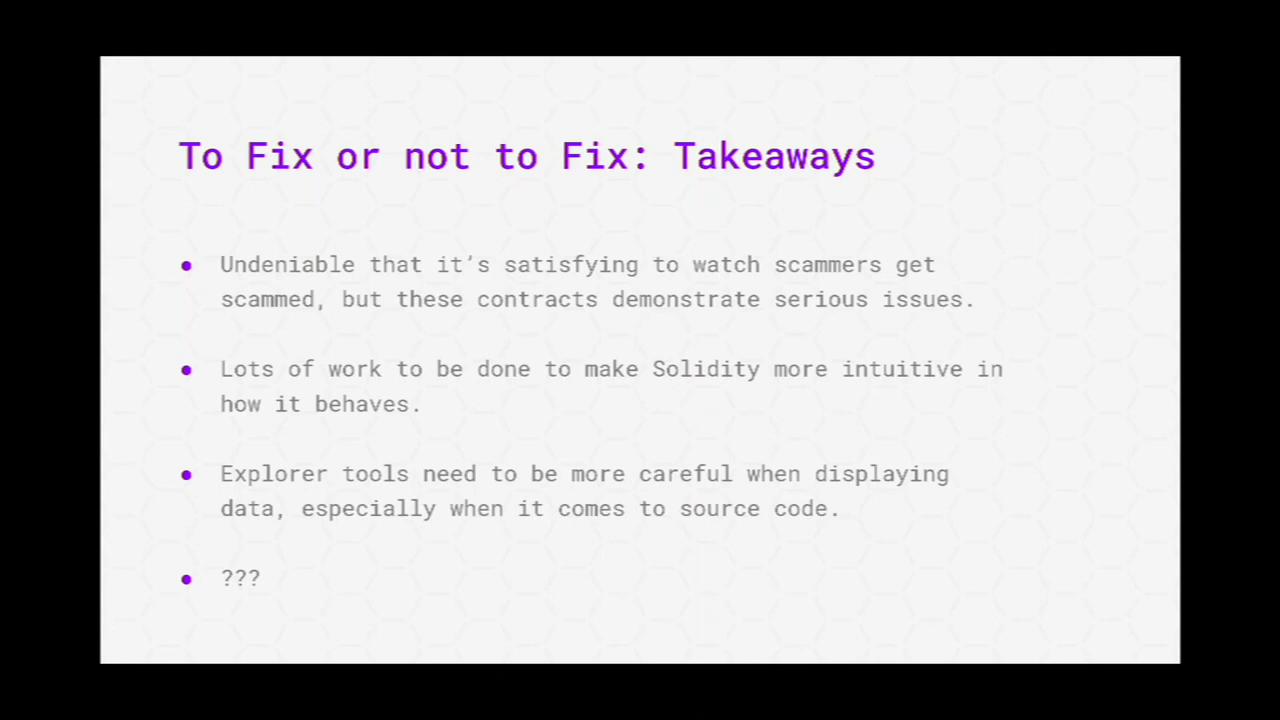 To Fix or not to Fix: Takeaways
● Undeniable that it's satisfying to watch scammers get
scammed, but these contracts demonstrate serious issues.
● Lots of work to be done to make Solidity more intuitive in
how it behaves.
● Explorer tools need to be more careful when displaying
data, especially when it comes to source code.
● ???